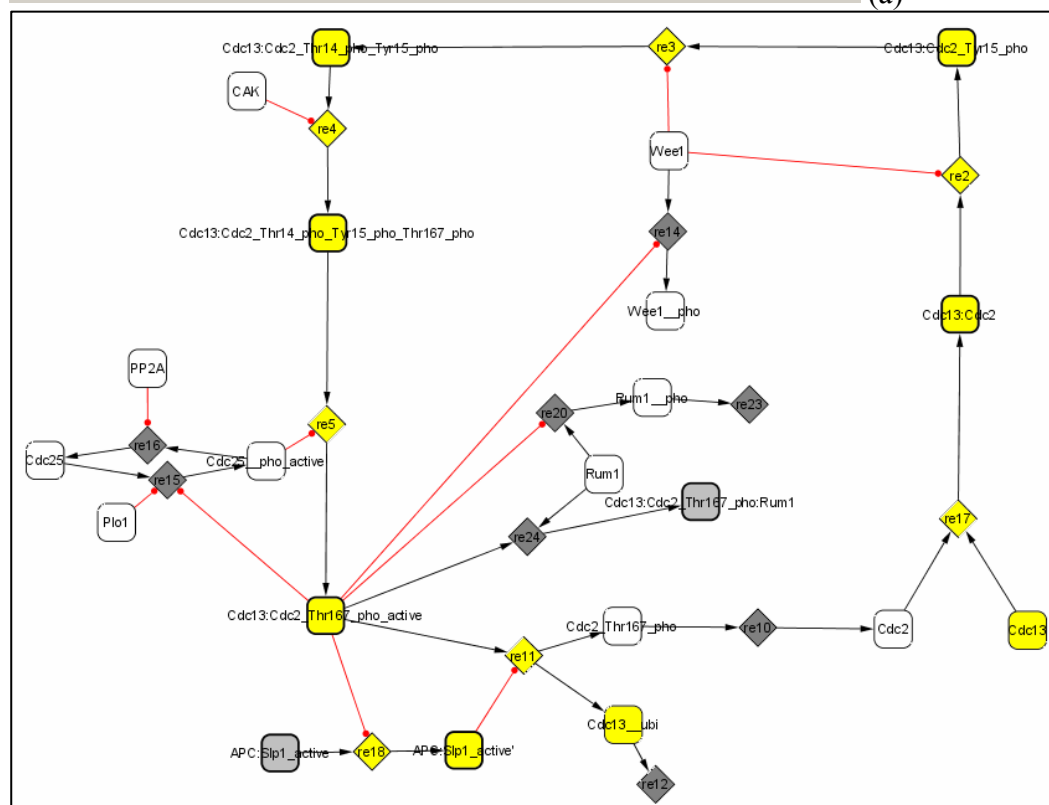 (a)
Cdc13:Cdc2_Thr14_pho_Tyr15_pho
re3
Cdc13:Cdc2_Tyr15_pho
CAK
re4
Wee1
re2
Cdc13:Cdc2_Thr14_pho_Tyr15_pho_Thr167_pho
re14
Wee1__pho
Cdc13:Cdc2
PP2A
Rum1__pho
re23
re20
re5
re16
Cdc25
Cdc25__pho_active
re15
Rum1
Plo1
Cdc13:Cdc2_Thr167_pho:Rum1
re17
re24
Cdc13:Cdc2_Thr167_pho_active
Cdc2_Thr167_pho
re10
Cdc2
Cdc13
re11
Cdc13__ubi
APC:Slp1_active
re18
APC:Slp1_active'
re12